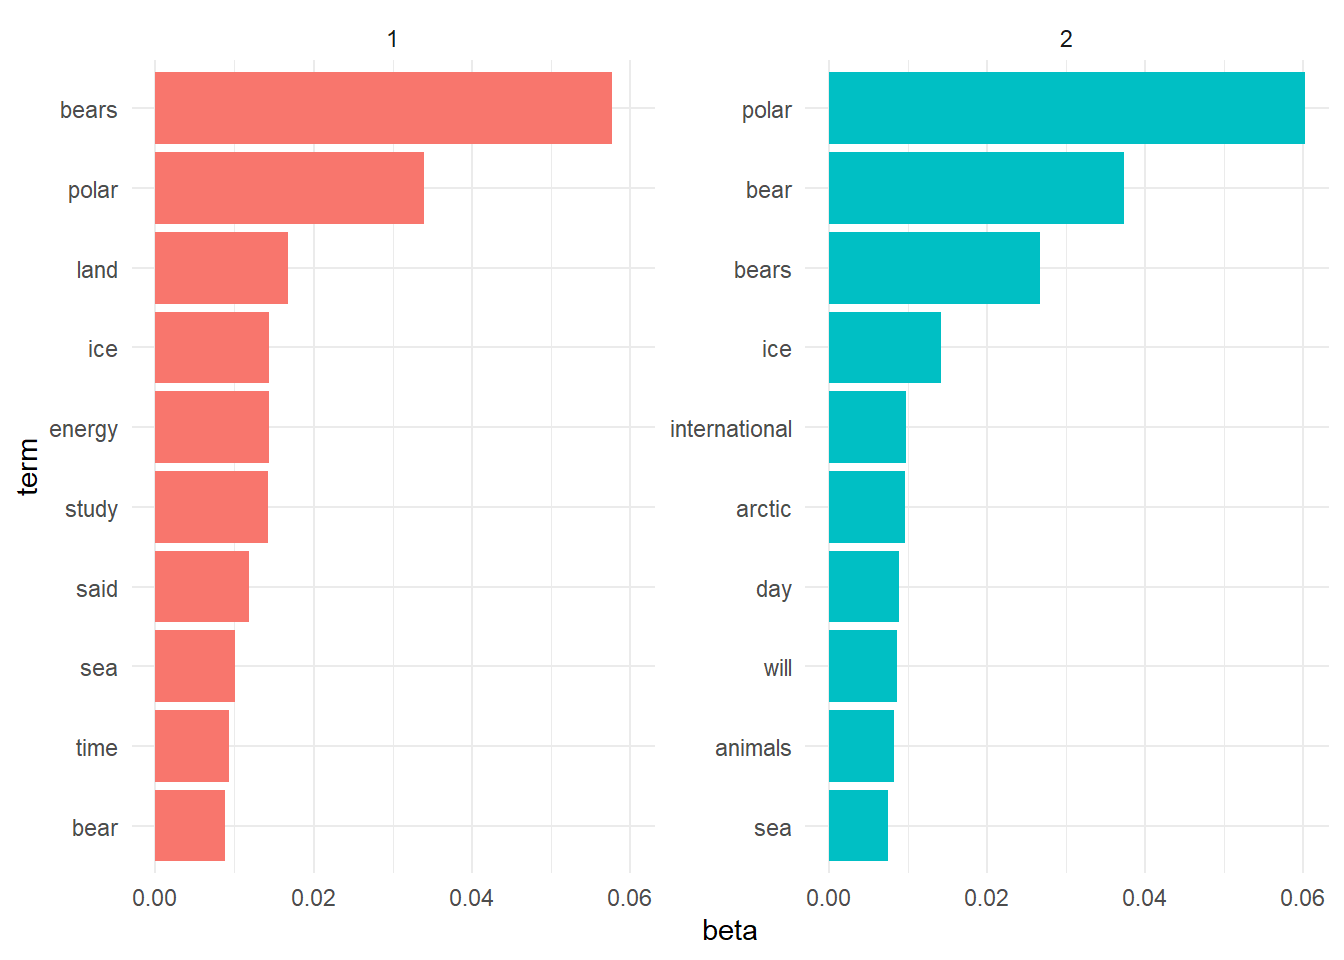 1
bears
polar
land
ice
energy
study
said
sea
time
bear
0.00 0.02 0.04 0.06
2
polar
bear
bears
ice
international
arctic
day
will
animals
sea
0.00 0.02 0.04 0.06
term
beta